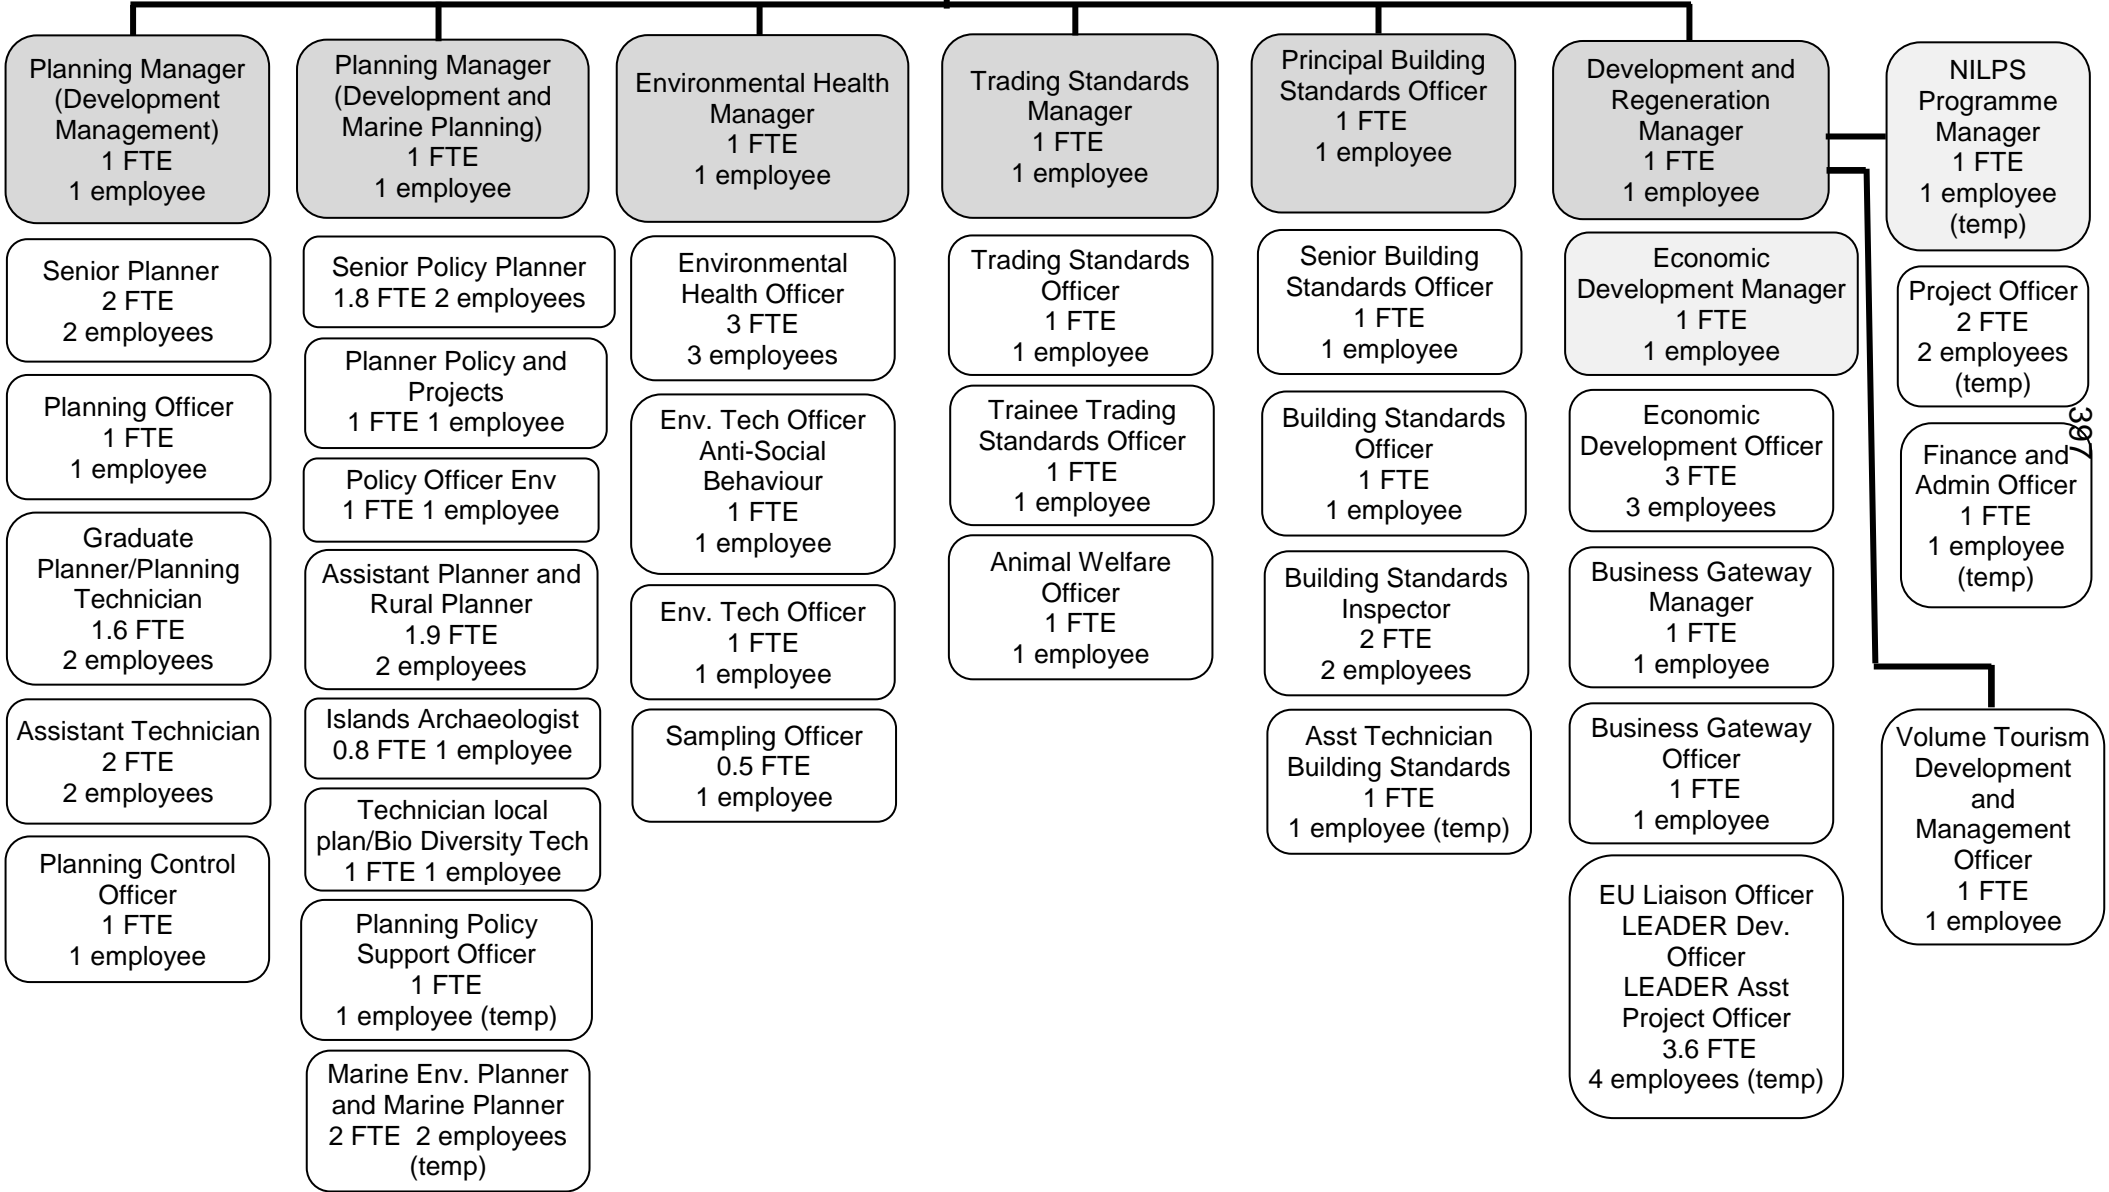 Planning Manager
(Development
Management)
1 FTE
1 employee
Senior Planner
2 FTE
2 employees
Planning Officer
1 FTE
1 employee
Graduate
Planner/Planning
Technician
1.6 FTE
2 employees
Assistant Technician
2 FTE
2 employees
Planning Control
Officer
1 FTE
1 employee
Planning Manager
(Development and
Marine Planning)
1 FTE
1 employee
Senior Policy Planner
1.8 FTE 2 employees
Planner Policy and
Projects
1 FTE 1 employee
Policy Officer Env
1 FTE 1 employee
Assistant Planner and
Rural Planner
1.9 FTE
2 employees
Islands Archaeologist
0.8 FTE 1 employee
Technician local
plan/Bio Diversity Tech
1 FTE 1 employee
Planning Policy
Support Officer
1 FTE
1 employee (temp)
Marine Env. Planner
and Marine Planner
2 FTE 2 employees
(temp)
Environmental Health
Manager
1 FTE
1 employee
Environmental
Health Officer
3 FTE
3 employees
Env. Tech Officer
Anti-Social
Behaviour
1 FTE
1 employee
Env. Tech Officer
1 FTE
1 employee
Sampling Officer
0.5 FTE
1 employee
Trading Standards
Manager
1 FTE
1 employee
Trading Standards
Officer
1 FTE
1 employee
Trainee Trading
Standards Officer
1 FTE
1 employee
Animal Welfare
Officer
1 FTE
1 employee
Principal Building
Standards Officer
1 FTE
1 employee
Senior Building
Standards Officer
1 FTE
1 employee
Building Standards
Officer
1 FTE
1 employee
Building Standards
Inspector
2 FTE
2 employees
Asst Technician
Building Standards
1 FTE
1 employee (temp)
Development and
Regeneration
Manager
1 FTE
1 employee
Economic
Development Manager
1 FTE
1 employee
Economic
Development Officer
3 FTE
3 employees
Business Gateway
Manager
1 FTE
1 employee
Business Gateway
Officer
1 FTE
1 employee
EU Liaison Officer
LEADER Dev.
Officer
LEADER Asst
Project Officer
3.6 FTE
4 employees (temp)
NILPS
Programme
Manager
1 FTE
1 employee
(temp)
Project Officer
2 FTE
2 employees
(temp)
397
Finance and
Admin Officer
1 FTE
1 employee
(temp)
Volume Tourism
Development
and
Management
Officer
1 FTE
1 employee